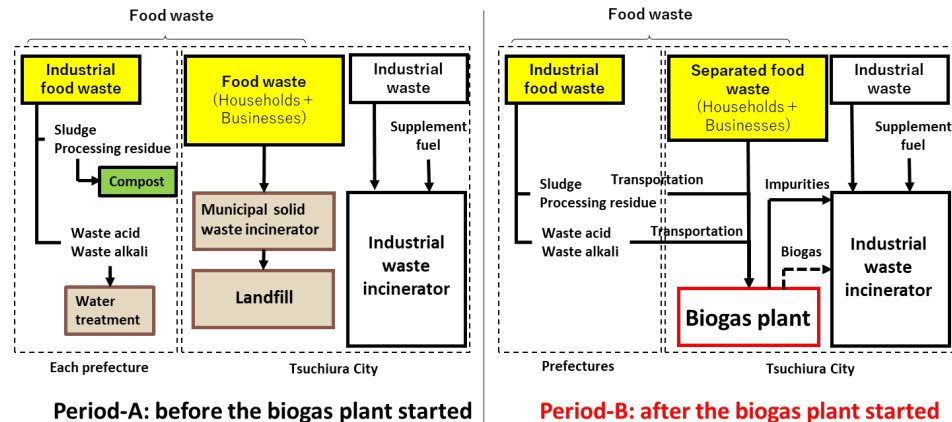 Food waste
Industrial
food waste
Sludge
Processing residue
Compost
Waste acid
Waste alkali
Water
treatment
Each prefecture
Food waste
(Households +
Businesses)
Municipal solid
waste incinerator
Landfill
Industrial
waste
Supplement
fuel
Industrial
waste
incinerator
Tsuchiura City
Period-A: before the biogas plant started
Food waste
Industrial
food waste
Sludge
Processing residue
Transportation
Waste acid
Waste alkali
Transportation
Prefectures
Separated food
waste
(Households +
Businesses)
Industrial
waste
Supplement
fuel
Impurities
Biogas
Biogas plant
Industrial
waste
incinerator
Tsuchiura City
Period-B: after the biogas plant started